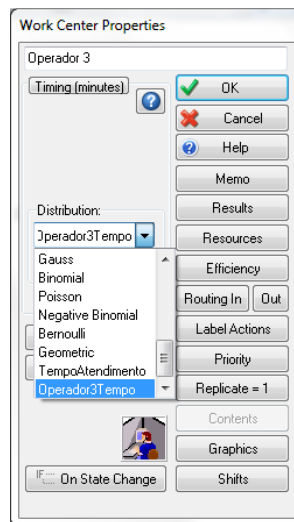 Work Center Properties
Operador 3
Timing (minutes)
OK
Cancel
Help
Memo
Distribution:
Results
Operador3Tempo
Resources
Gauss
Binomial
Poisson
Negative Binomial
Bernoulli
Geometric
TempoAtendimento
Operador3Tempo
Efficiency
Routing In
Out
Label Actions
Priority
Replicate = 1
Contents
Graphics
IF On State Change
Shifts